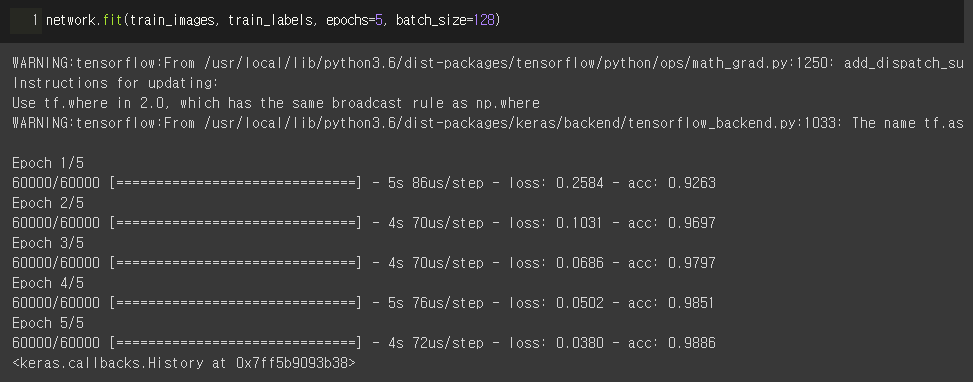 1 network.fit(train_images, train_labels, epochs=5, batch_size=128)
WARNING:tensorflow:From /usr/local/lib/python3.6/dist-packages/tensorflow/python/ops/math_grad.py:1250: add_dispatch_su
Instructions for updating:
Use tf.where in 2.0, which has the same broadcast rule as np.where
WARNING:tensorflow:From /usr/local/lib/python3.6/dist-packages/keras/backend/tensorflow_backend.py:1033: The name tf.as
Epoch 1/5
60000/60000 [==============================] - 5s 86us/step - loss: 0.2584 - acc: 0.9263
Epoch 2/5
60000/60000 [==============================] - 4s 70us/step - loss: 0.1031 - acc: 0.9697
Epoch 3/5
60000/60000 [==============================] - 4s 70us/step - loss: 0.0686 - acc: 0.9797
Epoch 4/5
60000/60000 [==============================] - 5s 76us/step - loss: 0.0502 - acc: 0.9851
Epoch 5/5
60000/60000 [==============================] - 4s 72us/step - loss: 0.0380 - acc: 0.9886
<keras.callbacks.History at 0x7ff5b9093b38>